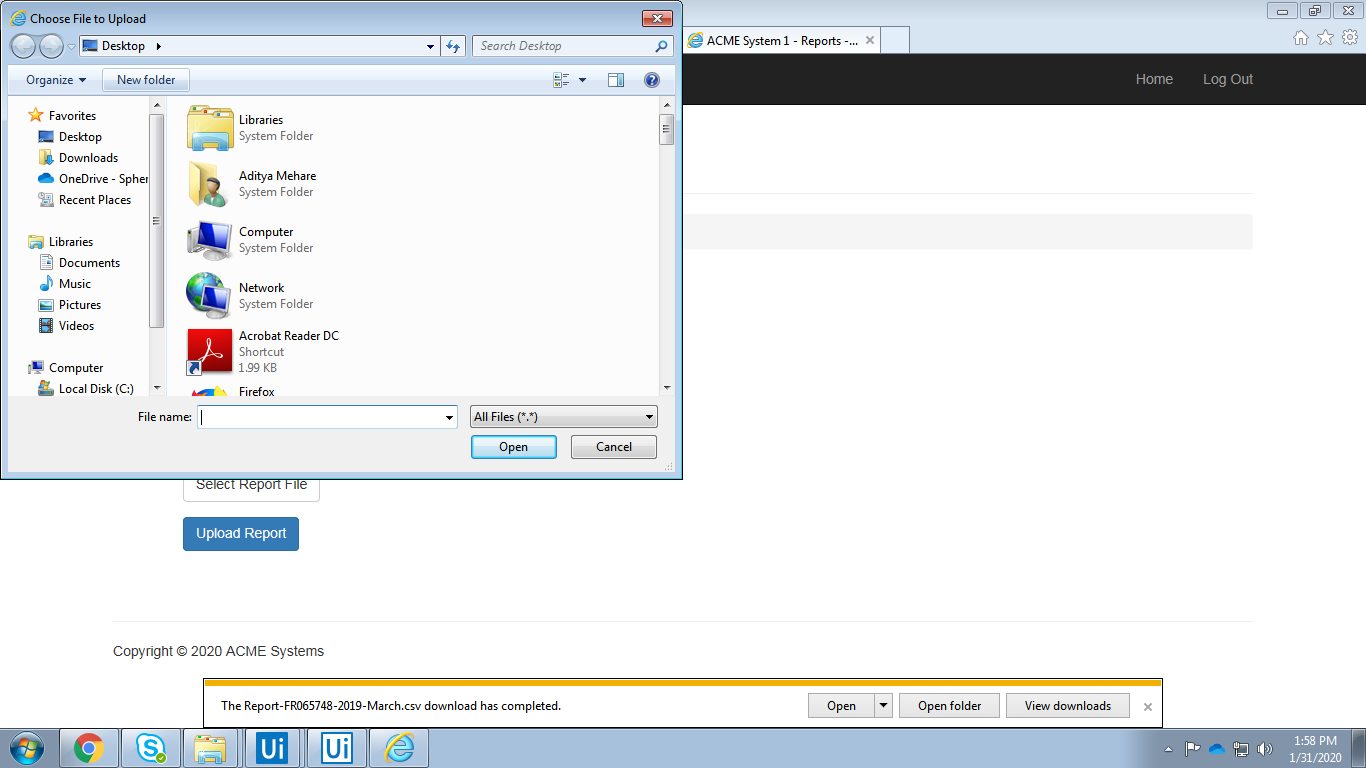 Choose File to Upload
Desktop
Search Desktop
ACME System 1 - Reports -...
Organize
New folder
Home
Log Out
Favorites
Desktop
Downloads
OneDrive - Spher
Recent Places
Libraries
Documents
Music
Pictures
Videos
Computer
Local Disk (C:)
Libraries
System Folder
Aditya Mehare
System Folder
Computer
System Folder
Network
System Folder
Acrobat Reader DC
Shortcut
1.99 KB
Firefox
File name:
All Files (*.*)
Open
Cancel
Select Report File
Upload Report
Copyright © 2020 ACME Systems
The Report-FR065748-2019-March.csv download has completed.
Open
Open folder
View downloads
Ui
Ui
1:58 PM
1/31/2020